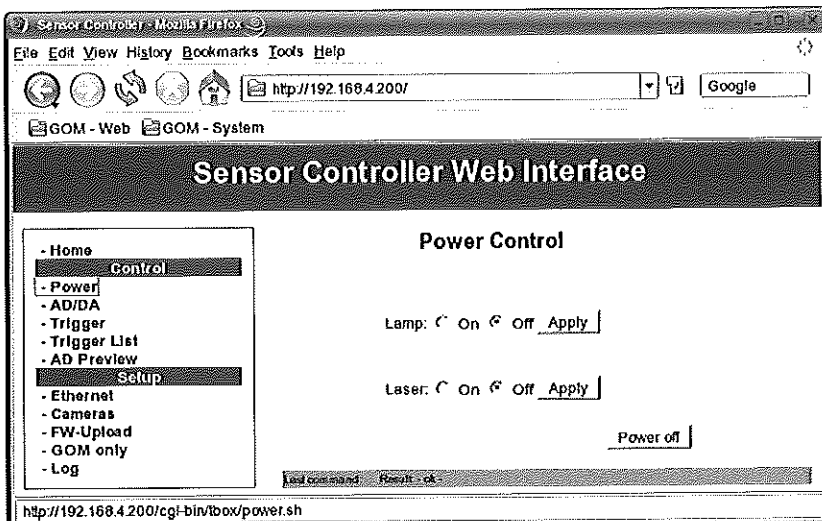 Sensor Controller - Mozilla Firefox
File Edit View History Bookmarks Tools Help
http://192.168.4.200/
Google
GOM - Web GOM - System
Sensor Controller Web Interface
- Home
Control
- Power
- AD/DA
- Trigger
- Trigger List
- AD Preview
Setup
- Ethernet
- Cameras
- FW-Upload
- GOM only
- Log
Power Control
Lamp: On Off Apply
Laser: On Off Apply
Power off
Last command: Result: - ok -
http://192.168.4.200/cgi-bin/tbox/power.sh